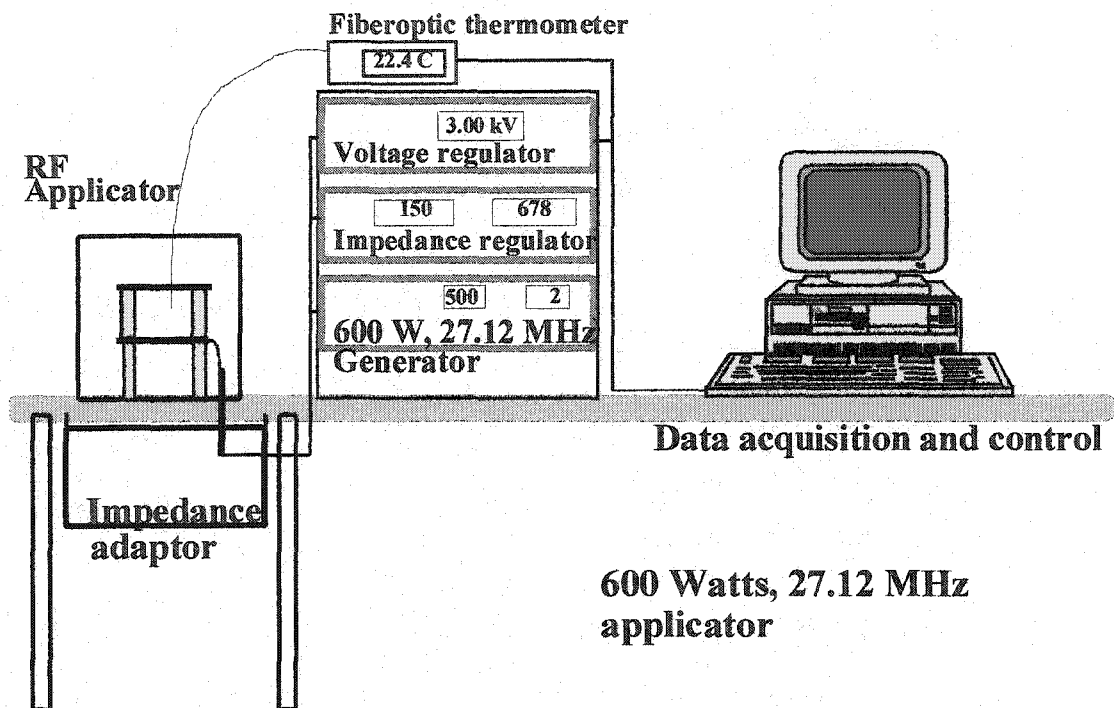 Fiberoptic thermometer
22.4 C
3.00 kV
Voltage regulator
RF
Applicator
150 678
Impedance regulator
500 2
600 W, 27.12 MHz
Generator
Data acquisition and control
Impedance
adaptor
600 Watts, 27.12 MHz
applicator